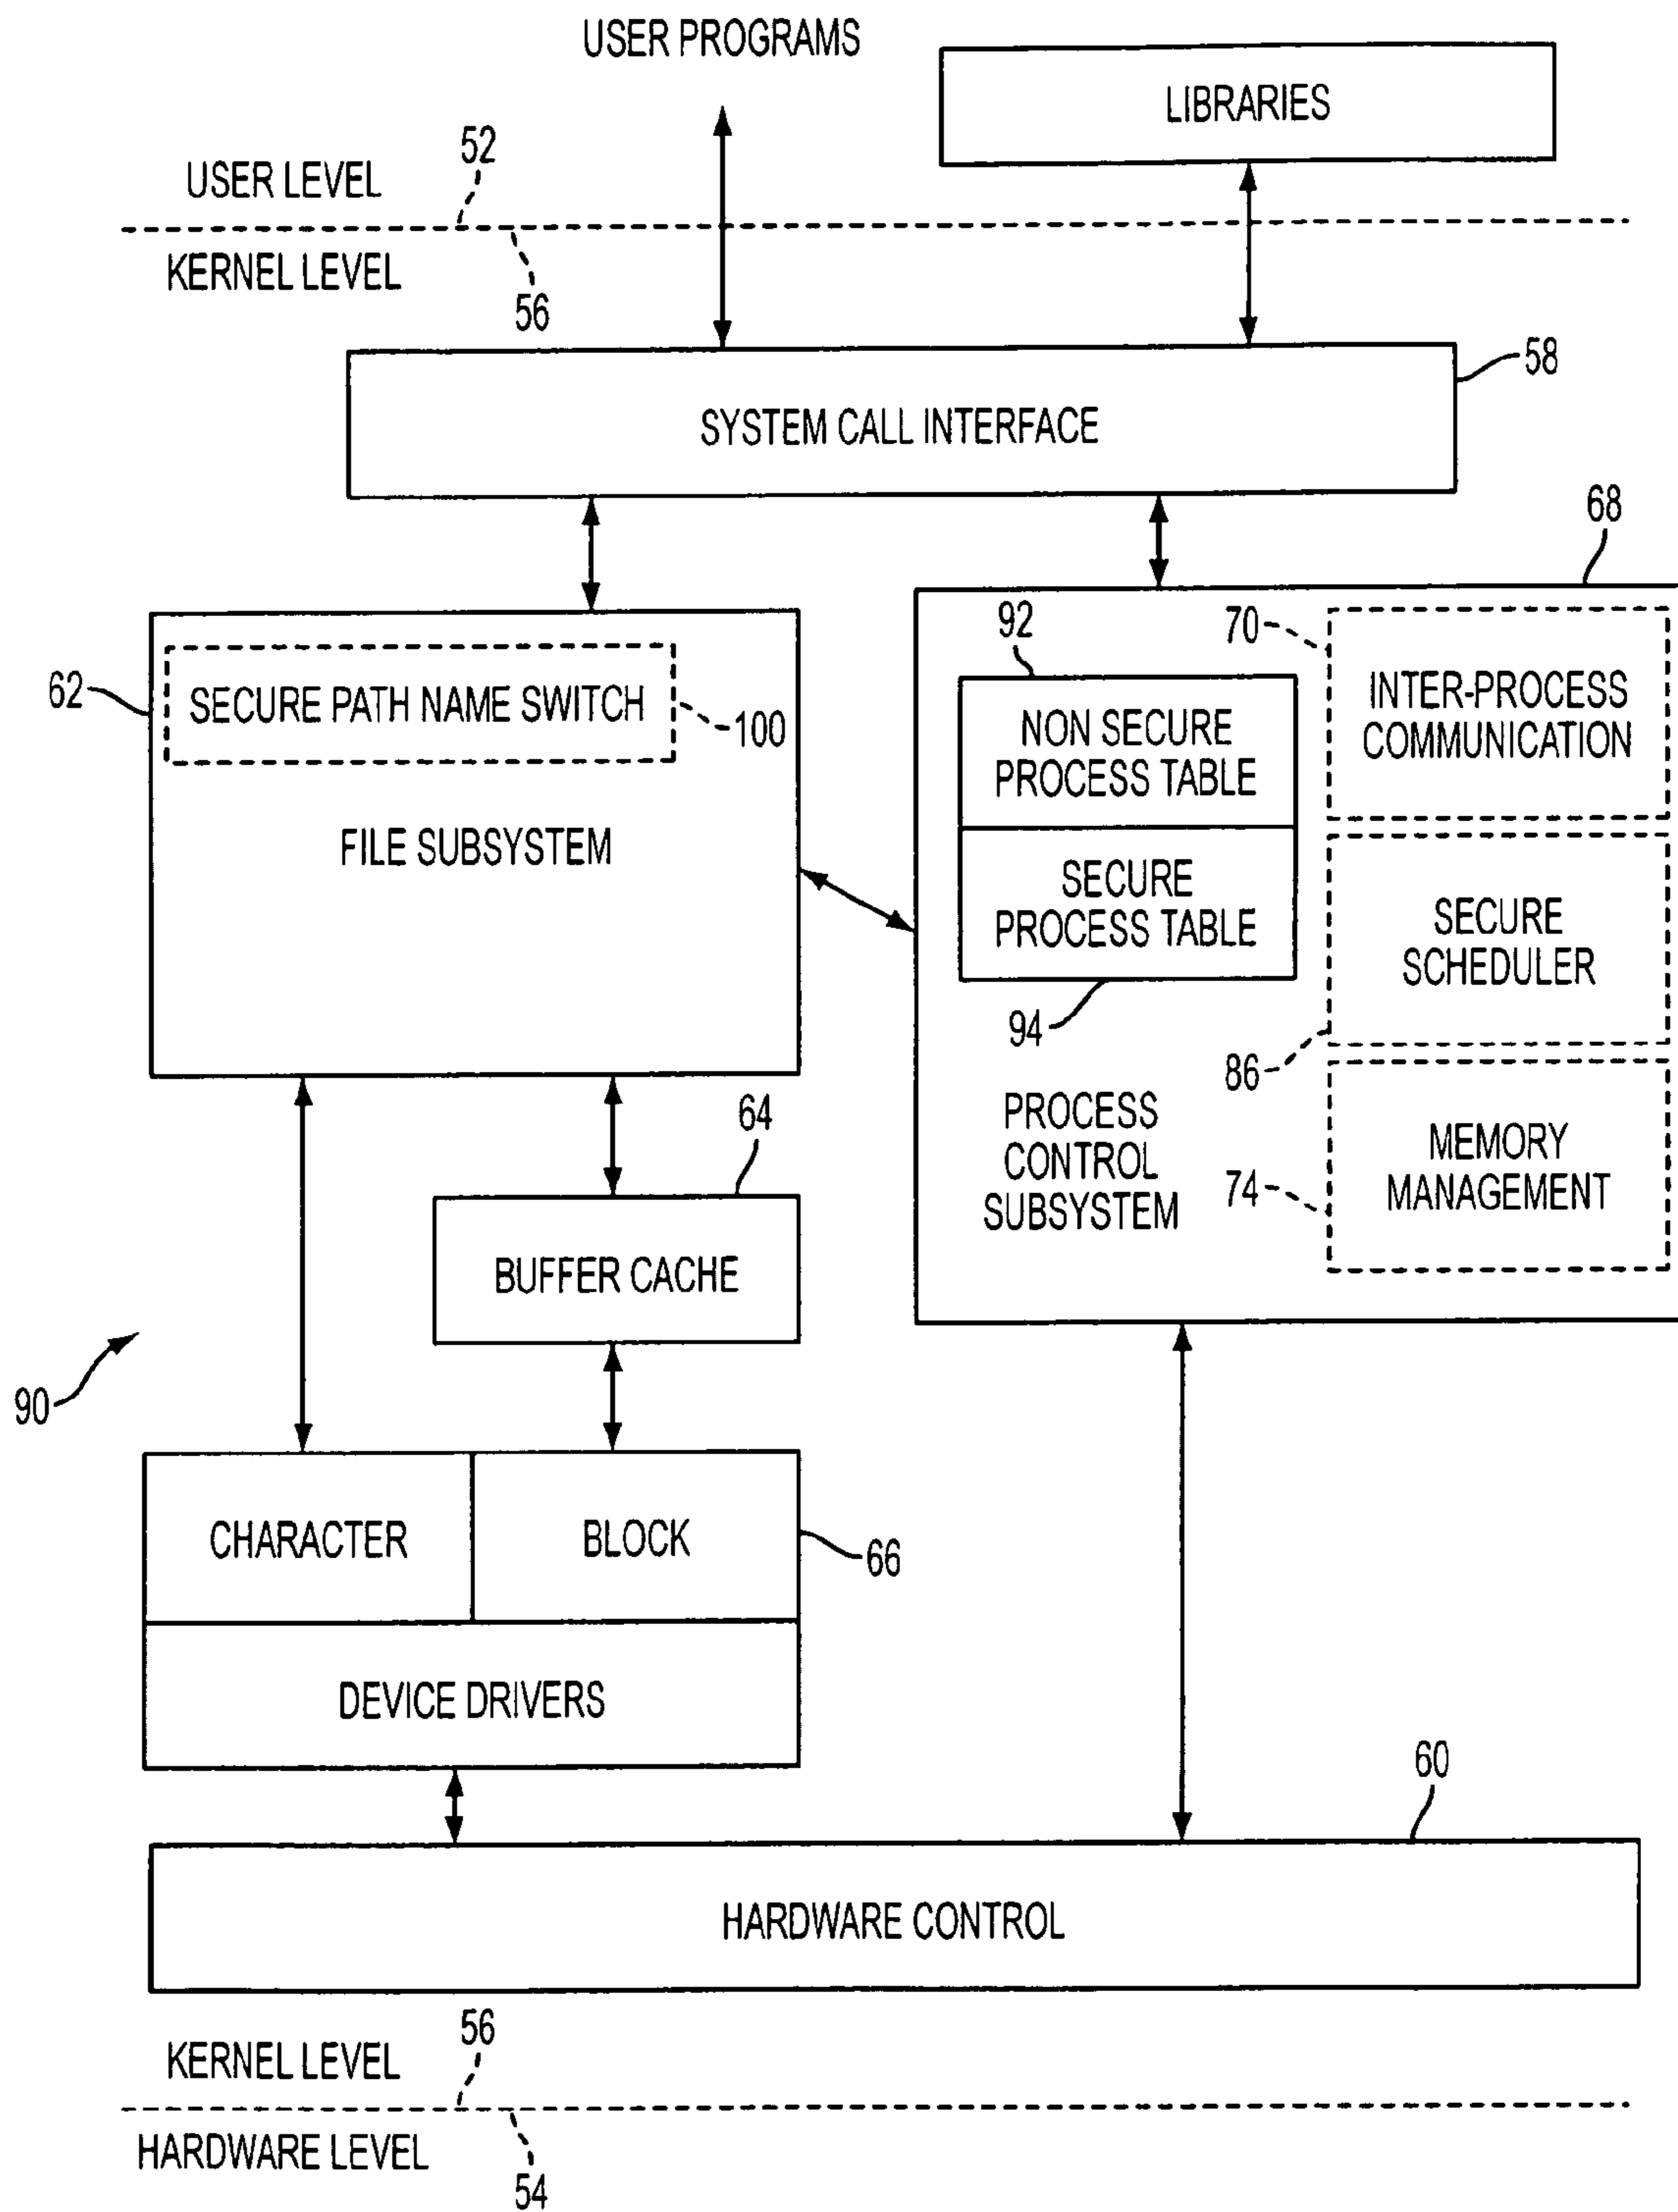 USER PROGRAMS
LIBRARIES
52
USER LEVEL
KERNEL LEVEL
56
58
SYSTEM CALL INTERFACE
68
62
SECURE PATH NAME SWITCH
100
FILE SUBSYSTEM
92
NON SECURE
PROCESS TABLE
SECURE
PROCESS TABLE
94
70
INTER-PROCESS
COMMUNICATION
SECURE
SCHEDULER
86
PROCESS
CONTROL
SUBSYSTEM
74
MEMORY
MANAGEMENT
64
BUFFER CACHE
90
CHARACTER
BLOCK
66
DEVICE DRIVERS
60
HARDWARE CONTROL
56
KERNEL LEVEL
HARDWARE LEVEL
54